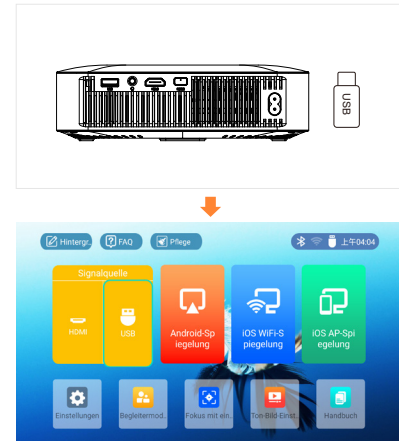 USB
Hintergr..
FAQ
Pflege
上午04:04
Signalquelle
HDMI
USB
Android-Sp
iegelung
iOS WiFi-S
piegelung
iOS AP-Spi
egelung
Einstellungen
Begleitermod..
Fokus mit ein..
Ton-Bild-Einst..
Handbuch